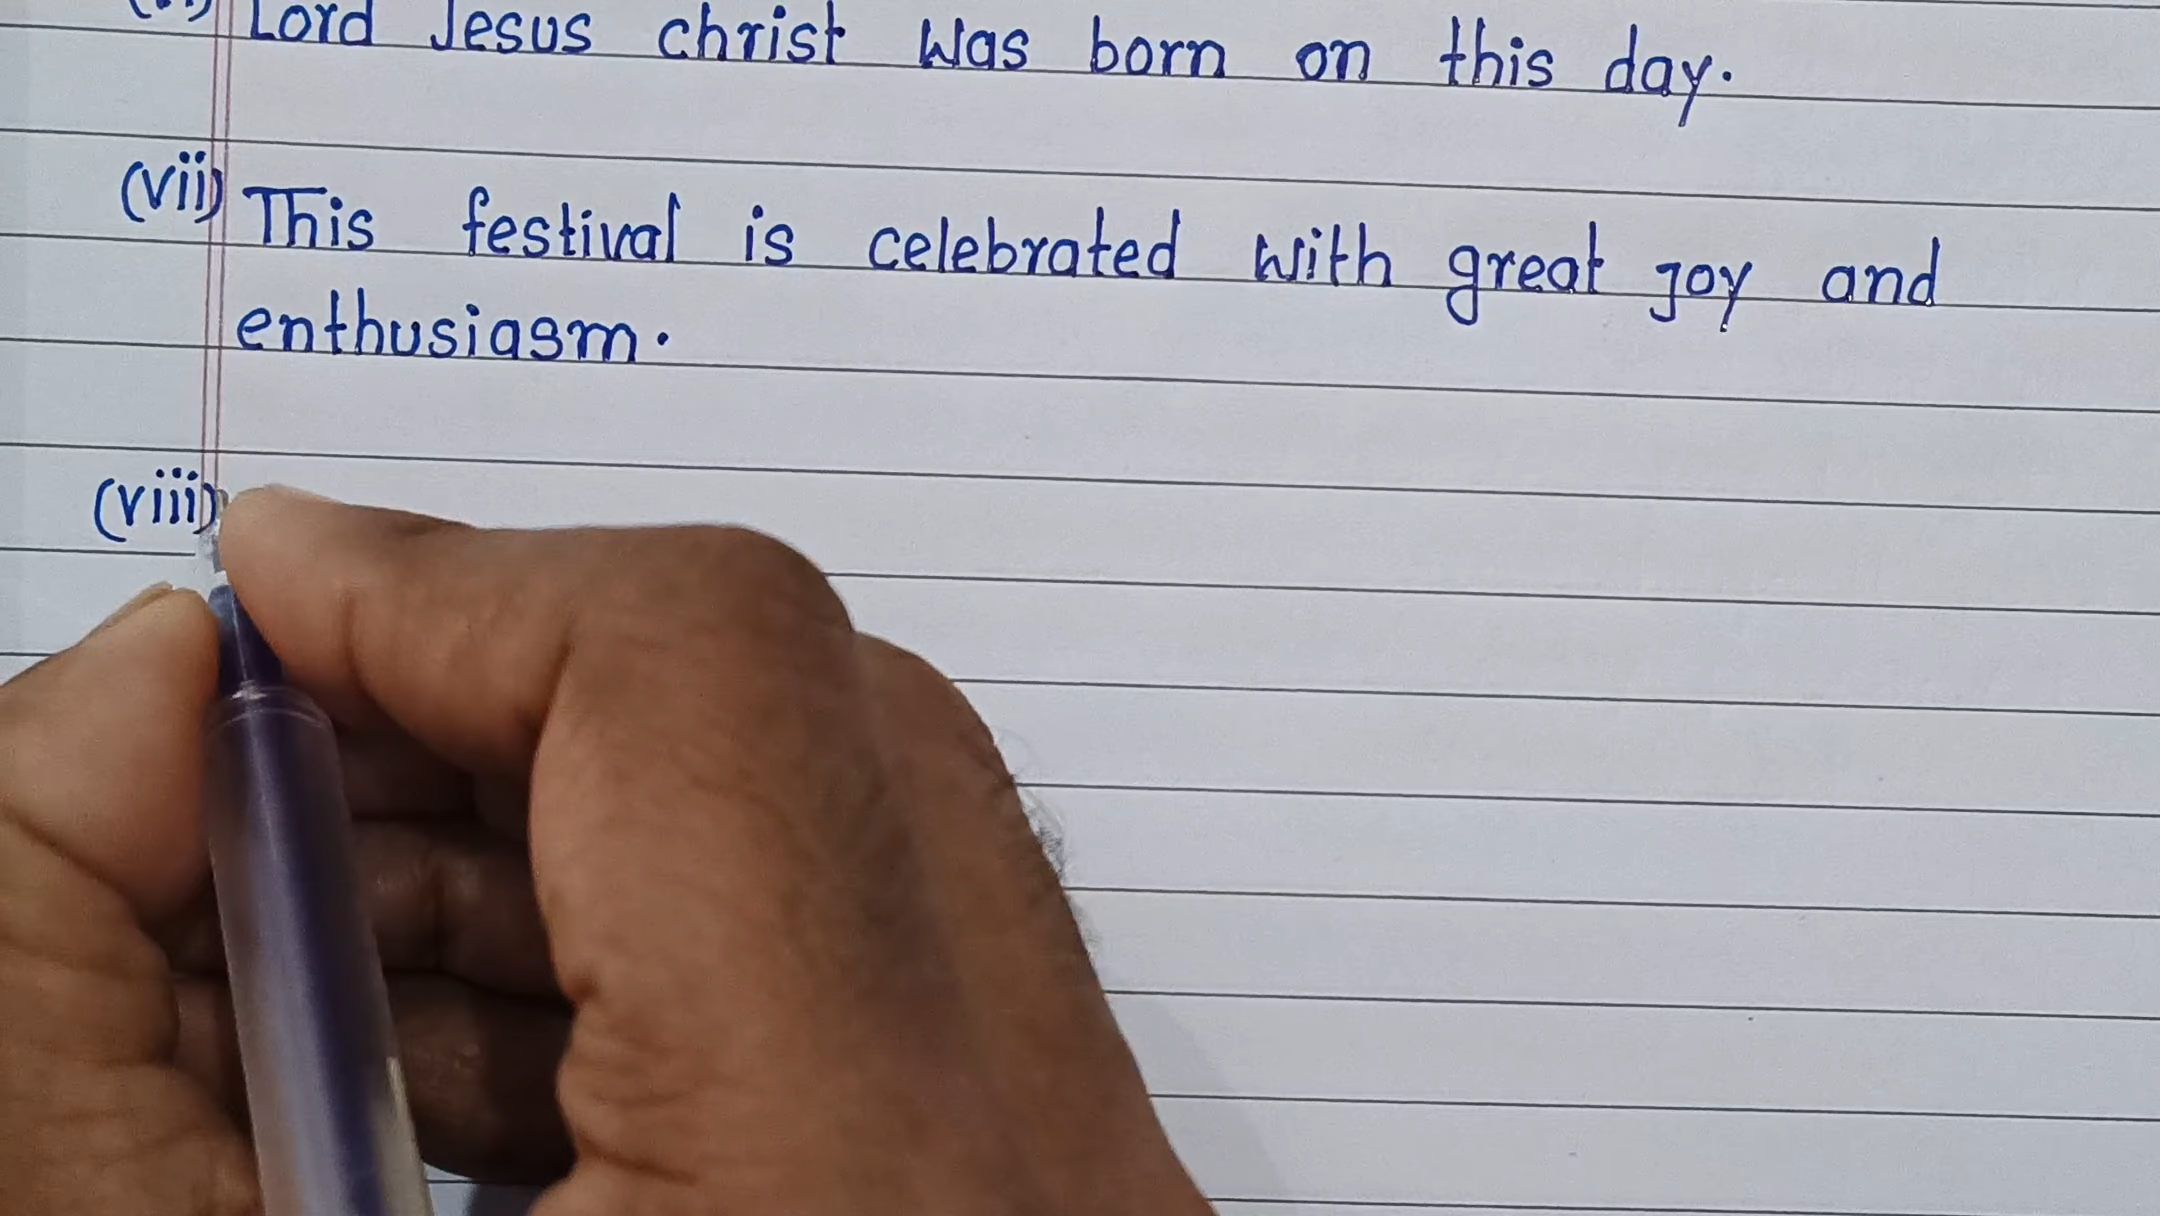 Lord Jesus christ was born on this day.
(vii) This festival is celebrated with great joy and
enthusiasm.
(viii)